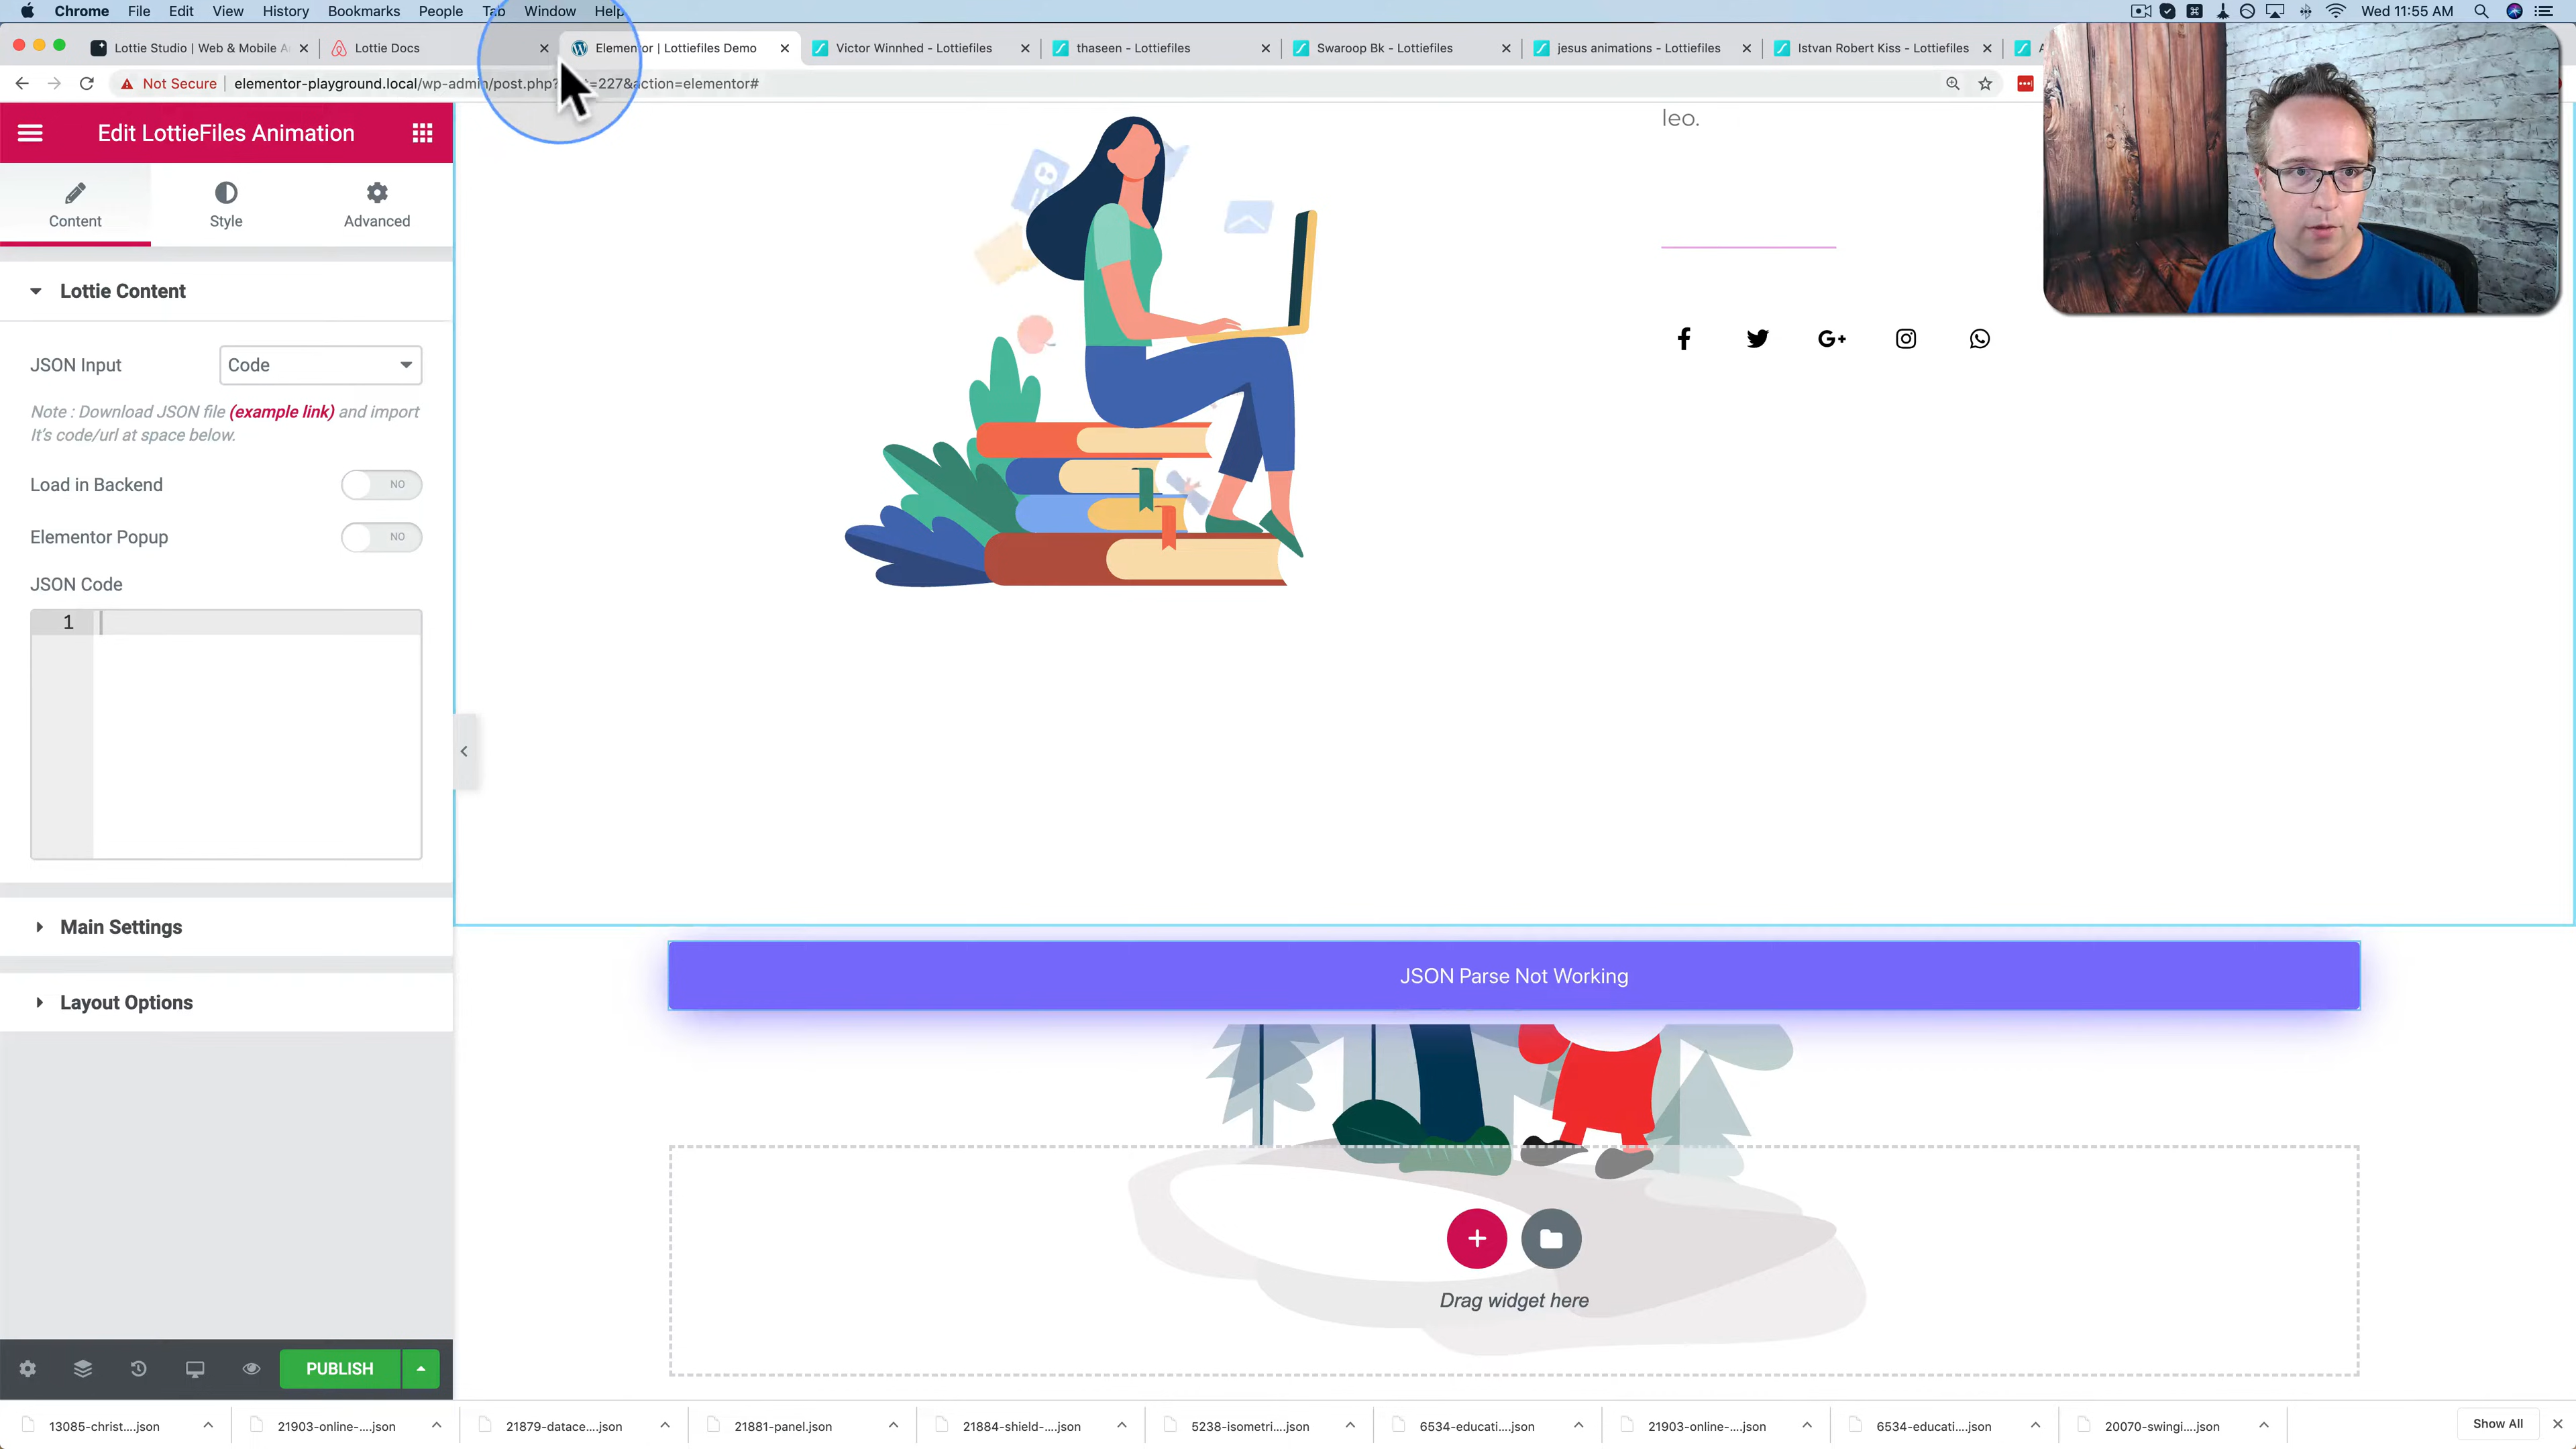 Chrome File Edit View History Bookmarks People Tab Window Help
Wed 11:55 AM
Lottie Studio | Web & Mobile A
Lottie Docs
Elementor | Lottiefiles Demo
Victor Winnhed - Lottiefiles
thaseen - Lottiefiles
Swaroop Bk - Lottiefiles
jesus animations - Lottiefiles
Istvan Robert Kiss - Lottiefiles
Not Secure
elementor-playground.local/wp-admin/post.php? =227&action=elementor#
Edit LottieFiles Animation
leo.
Content
Style
Advanced
Lottie Content
JSON Input
Code
Note : Download JSON file (example link) and import
It's code/url at space below.
Load in Backend
NO
Elementor Popup
NO
JSON Code
1
Main Settings
JSON Parse Not Working
Layout Options
Drag widget here
PUBLISH
13085-christ....json
21903-online-....json
21879-datace....json
21881-panel.json
21884-shield-....json
5238-isometri....json
6534-educati....json
21903-online-....json
6534-educati....json
20070-swingi....json
Show All